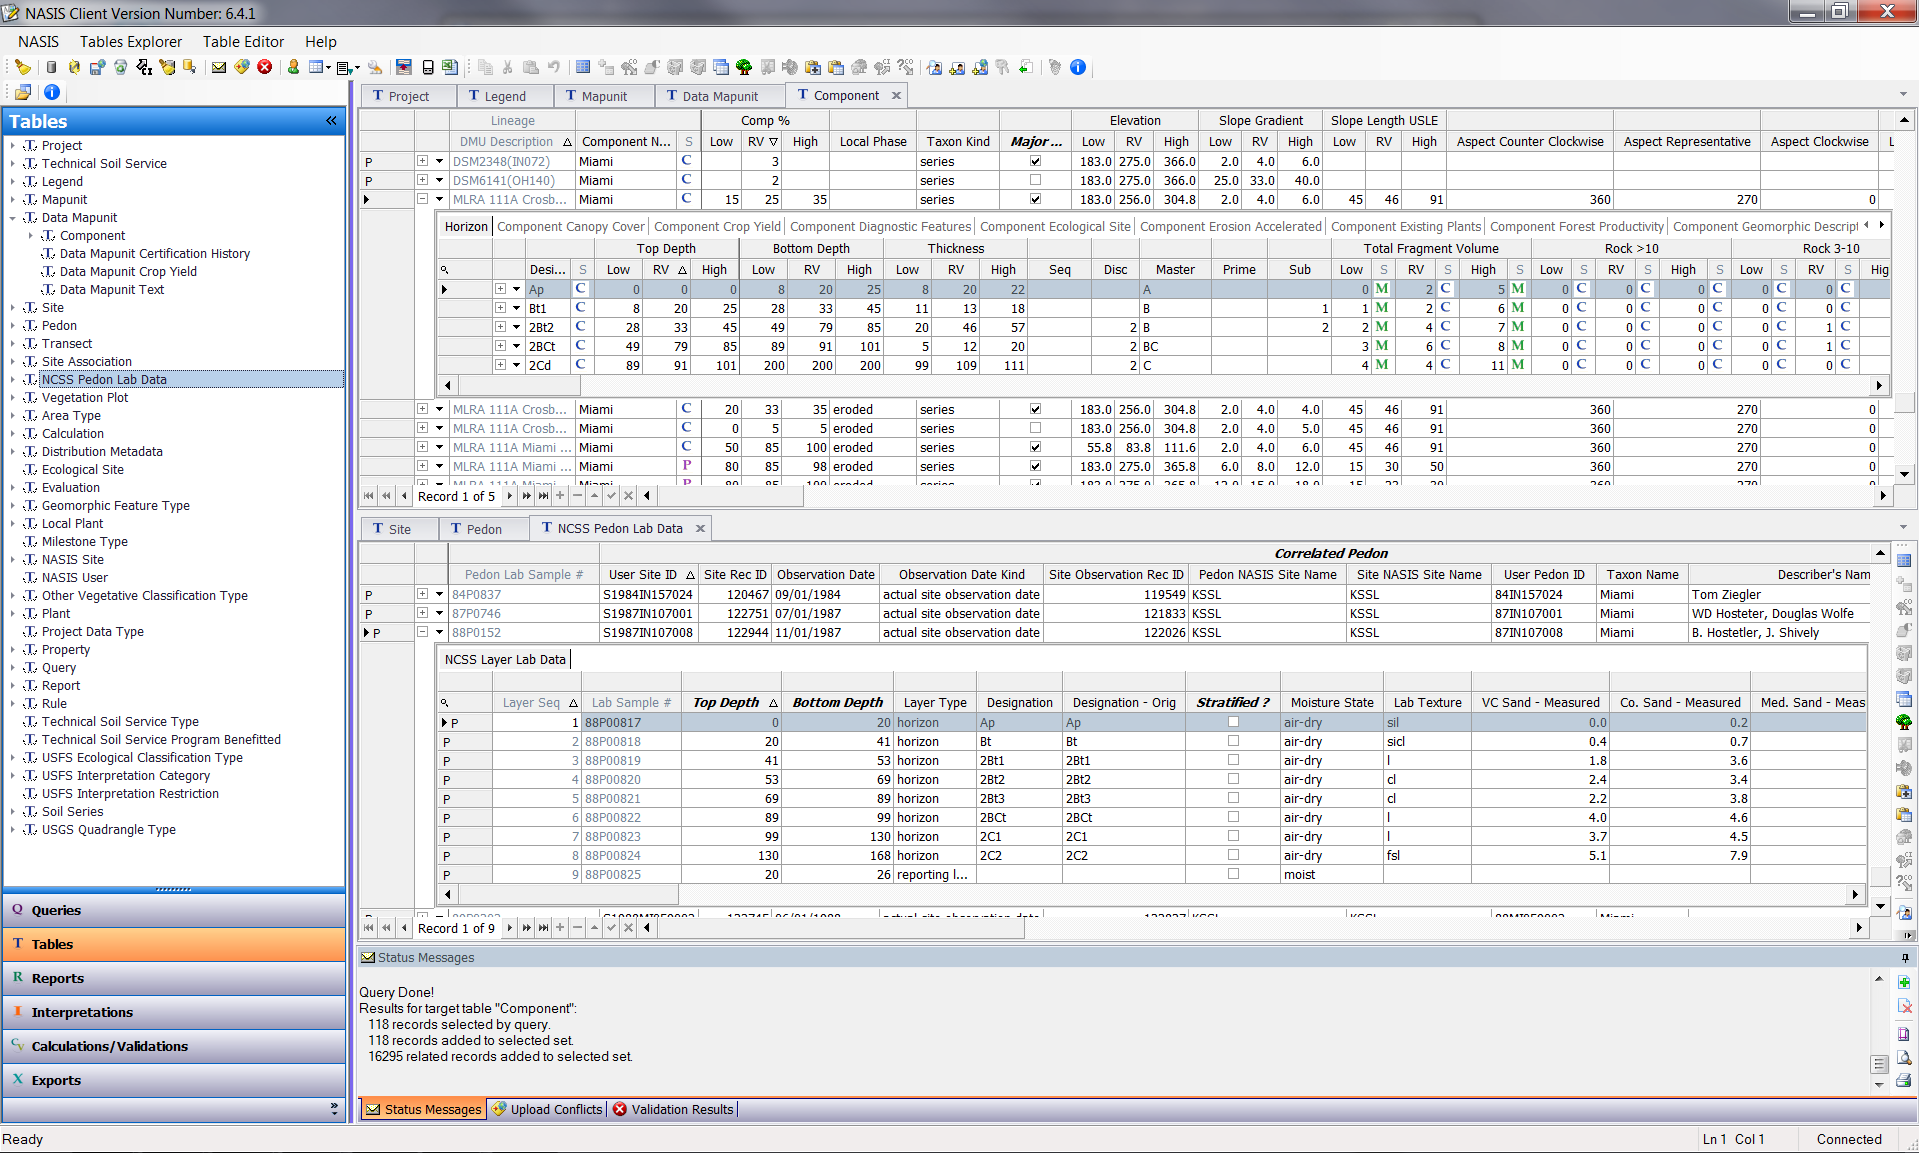 NASIS Client Version Number: 6.4.1
NASIS Tables Explorer Table Editor Help
Tables «
Project
Technical Soil Service
Legend
Mapunit
Data Mapunit
Component
Data Mapunit Certification History
Data Mapunit Crop Yield
Data Mapunit Text
Site
Pedon
Transect
Site Association
NCSS Pedon Lab Data
Vegetation Plot
Area Type
Calculation
Distribution Metadata
Ecological Site
Evaluation
Geomorphic Feature Type
Local Plant
Milestone Type
NASIS Site
NASIS User
Other Vegetative Classification Type
Plant
Project Data Type
Property
Query
Report
Rule
Technical Soil Service Type
Technical Soil Service Program Benefitted
USFS Ecological Classification Type
USFS Interpretation Category
USFS Interpretation Restriction
Soil Series
USGS Quadrangle Type
Q Queries
T Tables
R Reports
I Interpretations
Calculations/Validations
X Exports
T Project T Legend T Mapunit T Data Mapunit T Component
Lineage Comp % Elevation Slope Gradient Slope Length USLE
DMU Description Component N... S Low RV High Local Phase Taxon Kind Major ... Low RV High Low RV High Low RV High Aspect Counter Clockwise Aspect Representative Aspect Clockwise L
P DSM2348(IN072) Miami C 3 series 183.0 275.0 366.0 2.0 4.0 6.0
P DSM6141(OH140) Miami C 2 series 183.0 275.0 366.0 25.0 33.0 40.0
MLRA 111A Crosb... Miami C 15 25 35 series 183.0 256.0 304.8 2.0 4.0 6.0 45 46 91 360 270 0
Horizon Component Canopy Cover Component Crop Yield Component Diagnostic Features Component Ecological Site Component Erosion Accelerated Component Existing Plants Component Forest Productivity Component Geomorphic Descript
Top Depth Bottom Depth Thickness Total Fragment Volume Rock >10 Rock 3-10
Desi... S Low RV High Low RV High Low RV High Seq Disc Master Prime Sub Low S RV S High S Low S RV S High S Low S RV S Hig
Ap C 0 0 0 8 20 25 8 20 22 A 0 M 2 C 5 M 0 C 0 C 0 C 0 C 0 C
Bt1 C 8 20 25 28 33 45 11 13 18 B 1 1 M 2 C 6 M 0 C 0 C 0 C 0 C 0 C
2Bt2 C 28 33 45 49 79 85 20 46 57 2 B 2 2 M 4 C 7 M 0 C 0 C 0 C 0 C 1 C
2BCt C 49 79 85 89 91 101 5 12 20 2 BC 3 M 6 C 8 M 0 C 0 C 0 C 0 C 1 C
2Cd C 89 91 101 200 200 200 99 109 111 2 C 4 M 4 C 11 M 0 C 0 C 0 C 0 C 0 C
MLRA 111A Crosb... Miami C 20 33 35 eroded series 183.0 256.0 304.8 2.0 4.0 4.0 45 46 91 360 270 0
MLRA 111A Crosb... Miami C 0 5 5 eroded series 183.0 256.0 304.8 2.0 4.0 5.0 45 46 91 360 270 0
MLRA 111A Miami ... Miami C 50 85 100 eroded series 55.8 83.8 111.6 2.0 4.0 6.0 45 46 91 360 270 0
MLRA 111A Miami ... Miami P 80 85 98 eroded series 183.0 275.0 365.8 6.0 8.0 12.0 15 30 50 360 270 0
Record 1 of 5
T Site T Pedon T NCSS Pedon Lab Data
Correlated Pedon
Pedon Lab Sample # User Site ID Site Rec ID Observation Date Observation Date Kind Site Observation Rec ID Pedon NASIS Site Name Site NASIS Site Name User Pedon ID Taxon Name Describer's Nam
P 84P0837 S1984IN157024 120467 09/01/1984 actual site observation date 119549 KSSL KSSL 84IN157024 Miami Tom Ziegler
P 87P0746 S1987IN107001 122751 07/01/1987 actual site observation date 121833 KSSL KSSL 87IN107001 Miami WD Hosteter, Douglas Wolfe
P 88P0152 S1987IN107008 122944 11/01/1987 actual site observation date 122026 KSSL KSSL 87IN107008 Miami B. Hostetler, J. Shively
NCSS Layer Lab Data
Layer Seq Lab Sample # Top Depth Bottom Depth Layer Type Designation Designation - Orig Stratified ? Moisture State Lab Texture VC Sand - Measured Co. Sand - Measured Med. Sand - Meas
P 1 88P00817 0 20 horizon Ap Ap air-dry sil 0.0 0.2
P 2 88P00818 20 41 horizon Bt Bt air-dry sicl 0.4 0.7
P 3 88P00819 41 53 horizon 2Bt1 2Bt1 air-dry l 1.8 3.6
P 4 88P00820 53 69 horizon 2Bt2 2Bt2 air-dry cl 2.4 3.4
P 5 88P00821 69 89 horizon 2Bt3 2Bt3 air-dry cl 2.2 3.8
P 6 88P00822 89 99 horizon 2BCt 2BCt air-dry l 4.0 4.6
P 7 88P00823 99 130 horizon 2C1 2C1 air-dry l 3.7 4.5
P 8 88P00824 130 168 horizon 2C2 2C2 air-dry fsl 5.1 7.9
P 9 88P00825 20 26 reporting l... moist
Record 1 of 9
Status Messages
Query Done!
Results for target table "Component":
118 records selected by query.
118 records added to selected set.
16295 related records added to selected set.
Status Messages Upload Conflicts Validation Results
Ready Ln 1 Col 1 Connected